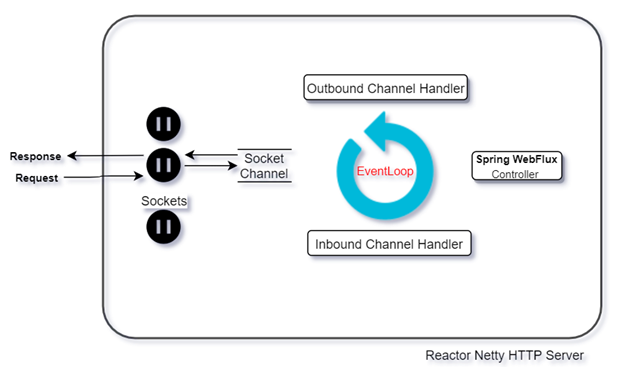 Outbound Channel Handler
Response
Request
Socket
Channel
EventLoop
Spring WebFlux
Controller
Sockets
Inbound Channel Handler
Reactor Netty HTTP Server